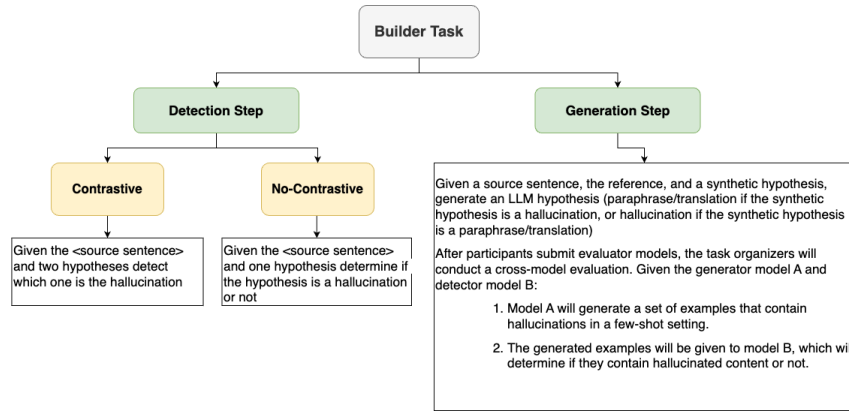 Builder Task
Detection Step
Generation Step
Contrastive
No-Contrastive
Given the <source sentence>
and two hypotheses detect
which one is the hallucination
Given the <source sentence>
and one hypothesis determine if
the hypothesis is a hallucination
or not
Given a source sentence, the reference, and a synthetic hypothesis,
generate an LLM hypothesis (paraphrase/translation if the synthetic
hypothesis is a hallucination, or hallucination if the synthetic hypothesis
is a paraphrase/translation)
After participants submit evaluator models, the task organizers will
conduct a cross-model evaluation. Given the generator model A and
detector model B:
1. Model A will generate a set of examples that contain
hallucinations in a few-shot setting.
2. The generated examples will be given to model B, which wi
determine if they contain hallucinated content or not.